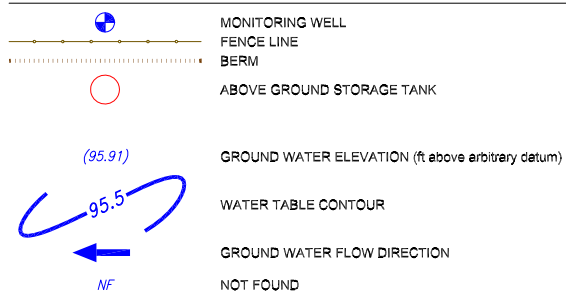 MONITORING WELL
FENCE LINE
BERM
ABOVE GROUND STORAGE TANK
(95.91) GROUND WATER ELEVATION (ft above arbitrary datum)
95.5 WATER TABLE CONTOUR
GROUND WATER FLOW DIRECTION
NF NOT FOUND